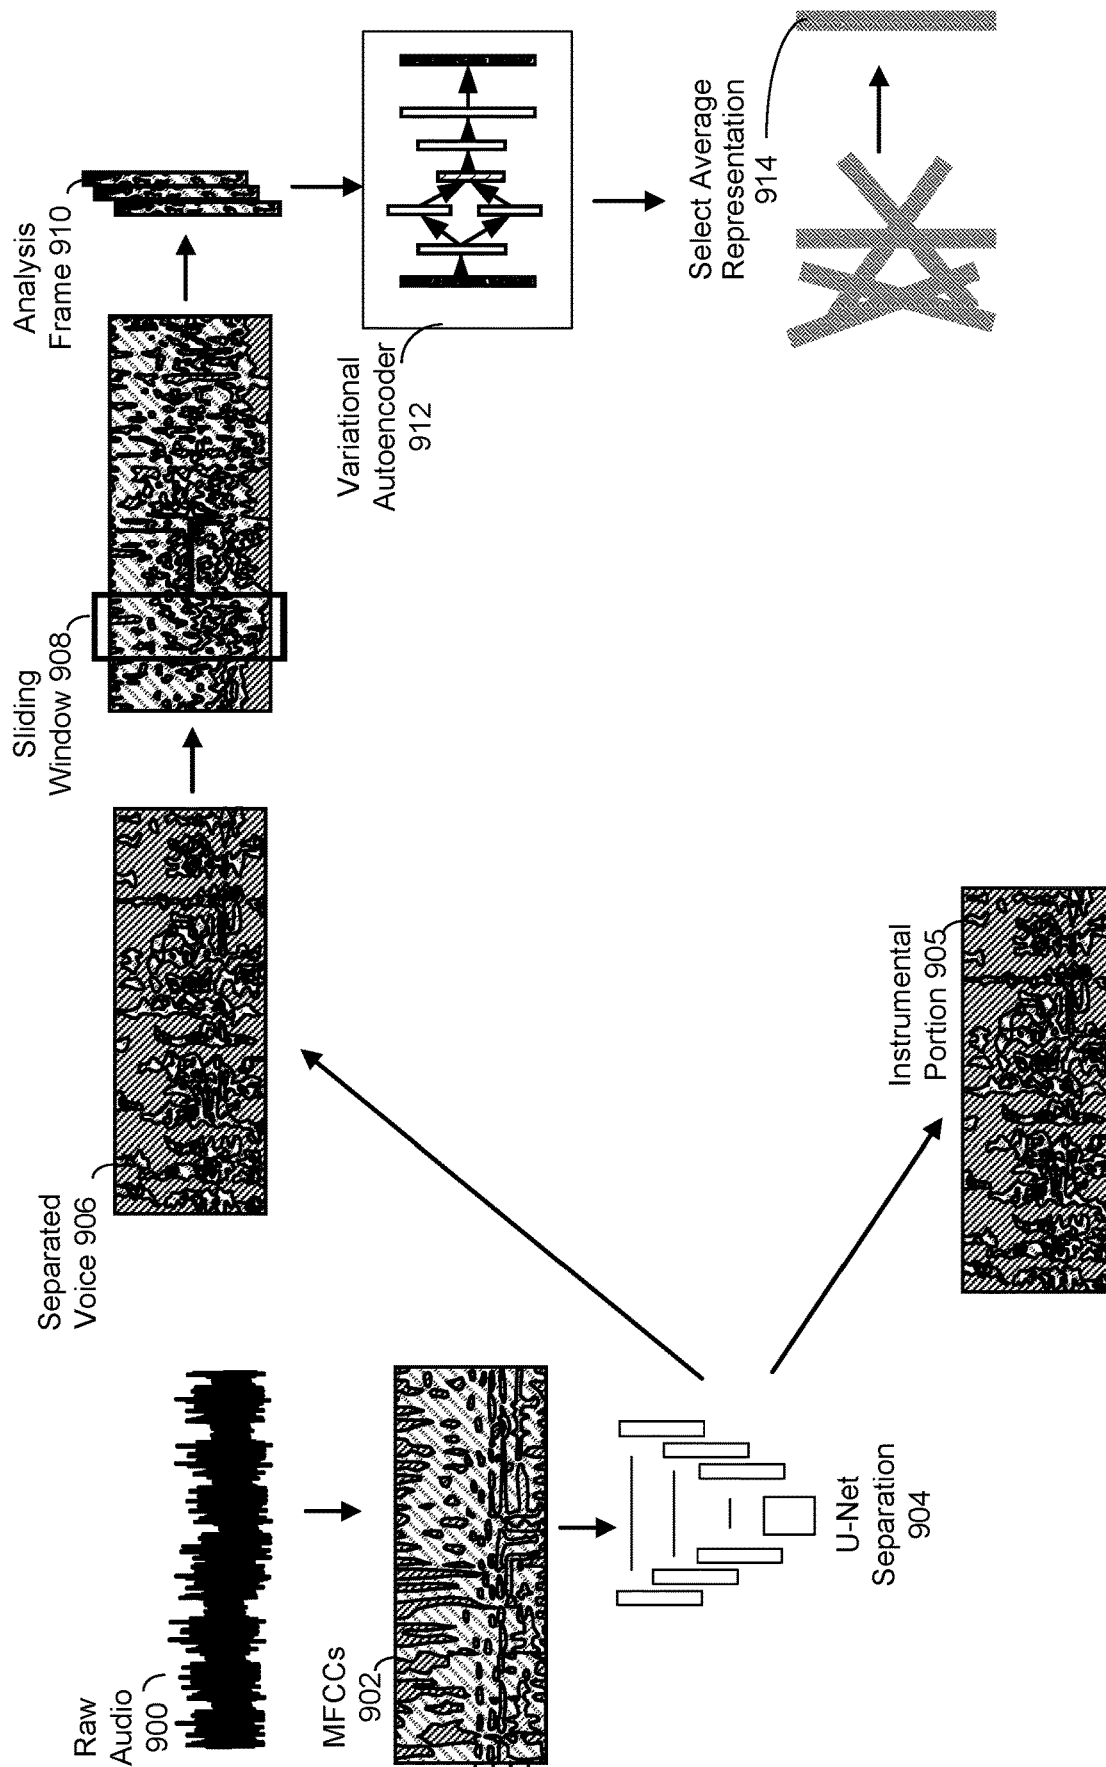 Raw
Audio
900
MFCCs
902
U-Net
Separation
904
Separated
Voice 906
Instrumental
Portion 905
Sliding
Window 908
Analysis
Frame 910
Variational
Autoencoder
912
Select Average
Representation
914